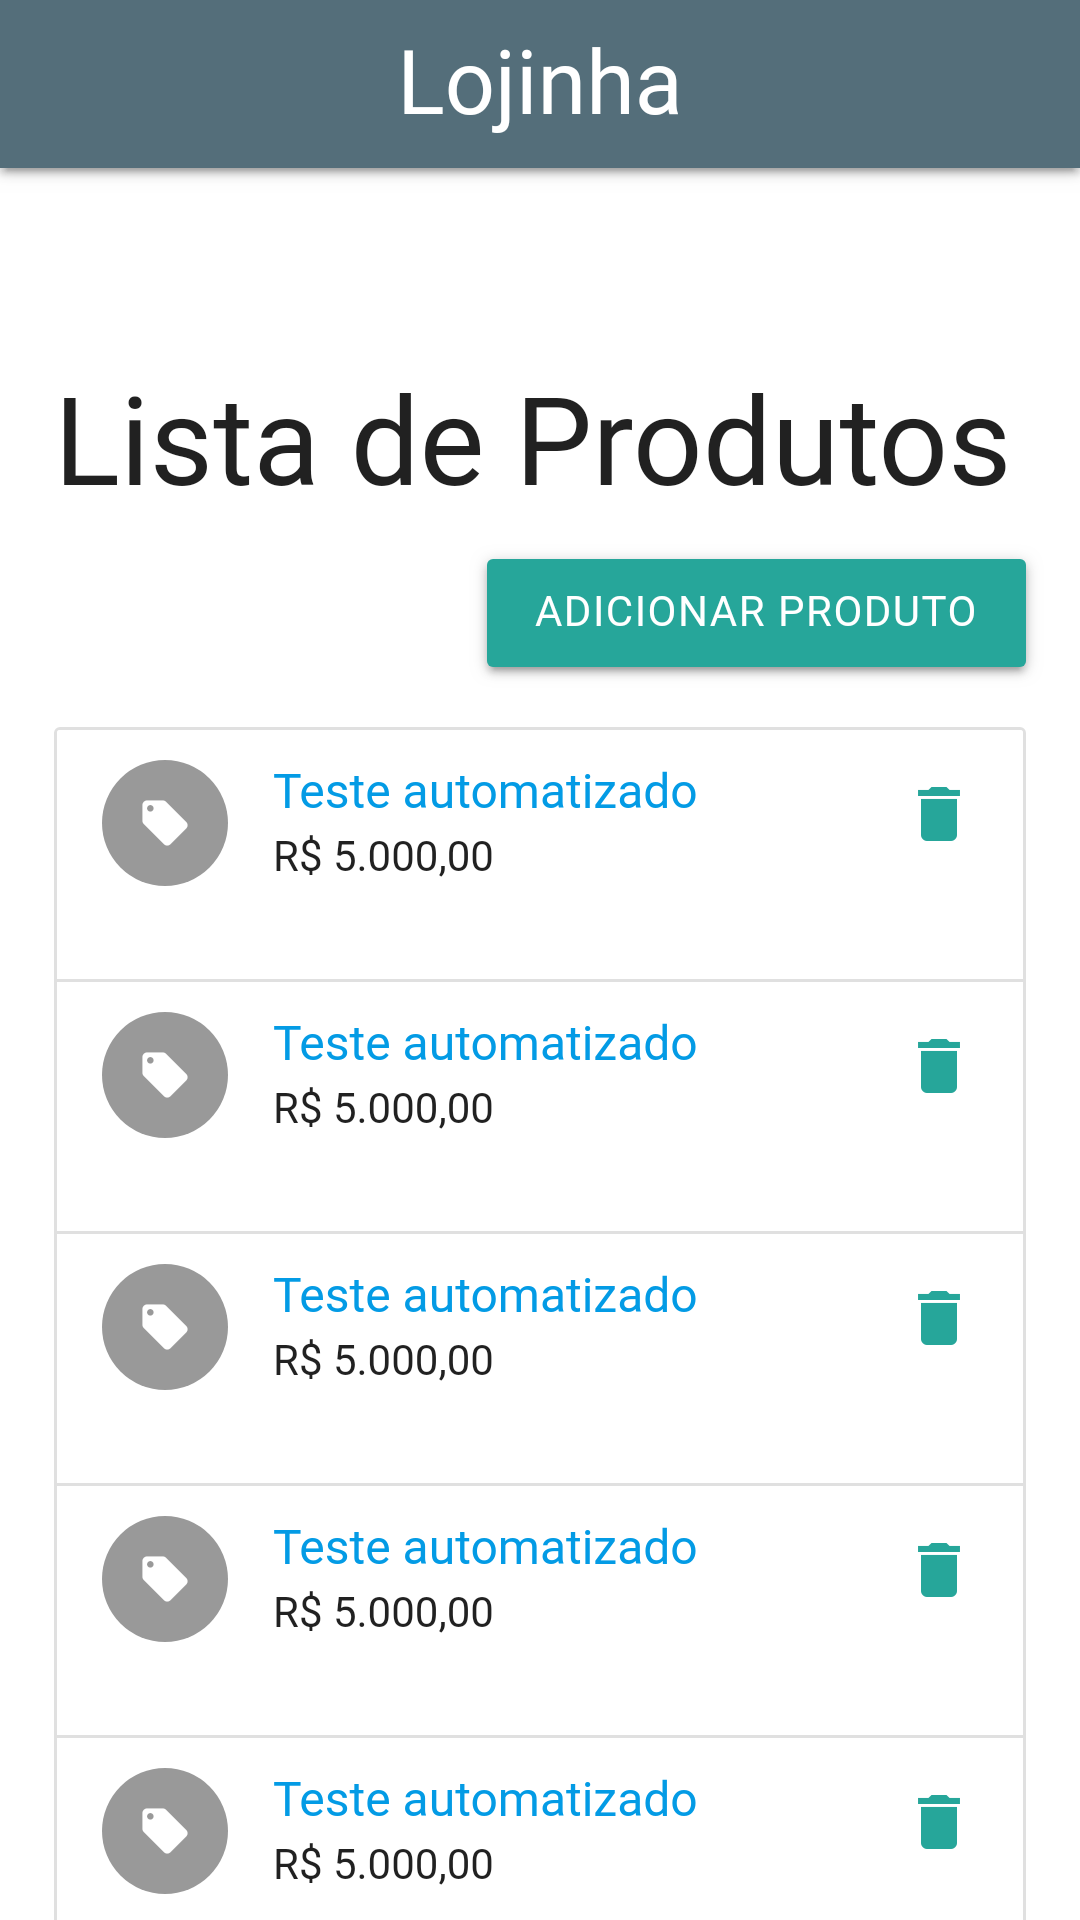 Lojinha
Lista de Produtos
ADICIONAR PRODUTO
Teste automatizado
R$ 5.000,00
Teste automatizado
R$ 5.000,00
Teste automatizado
R$ 5.000,00
Teste automatizado
R$ 5.000,00
Teste automatizado
R$ 5.000,00